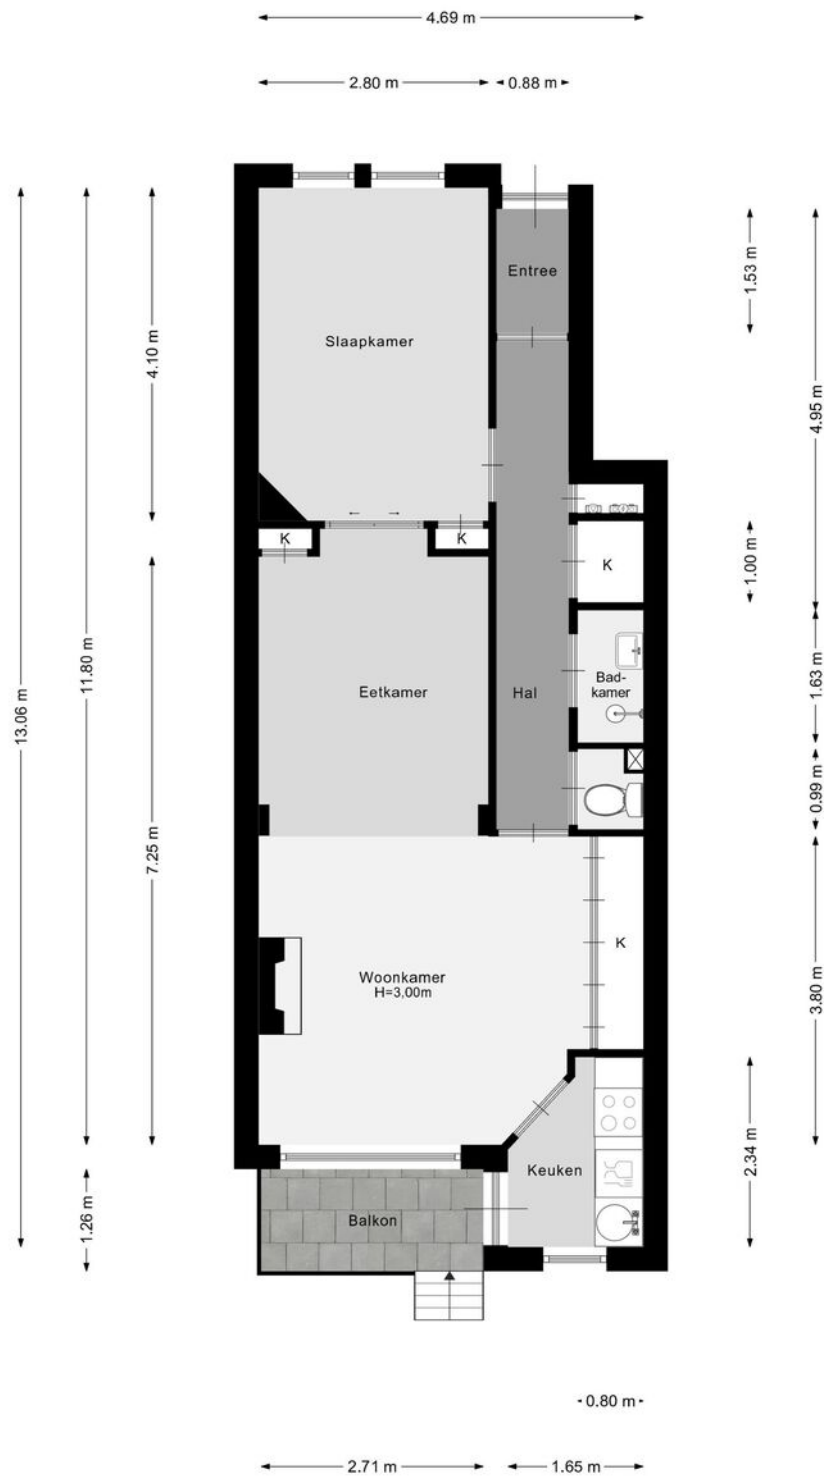 4.69 m
2.80 m
0.88 m
Entree
1.53 m
Slaapkamer
4.10 m
4.95 m
K
K
K
1.00 m
11.80 m
13.06 m
Eetkamer
Hal
Bad-
kamer
1.63 m
0.99 m
7.25 m
K
Woonkamer
H=3,00m
3.80 m
2.34 m
Keuken
Balkon
1.26 m
0.80 m
2.71 m
1.65 m